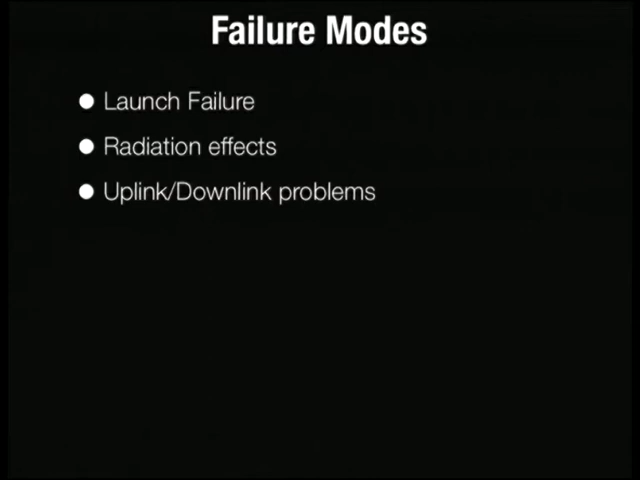 Failure Modes
Launch Failure
Radiation effects
Uplink/Downlink problems